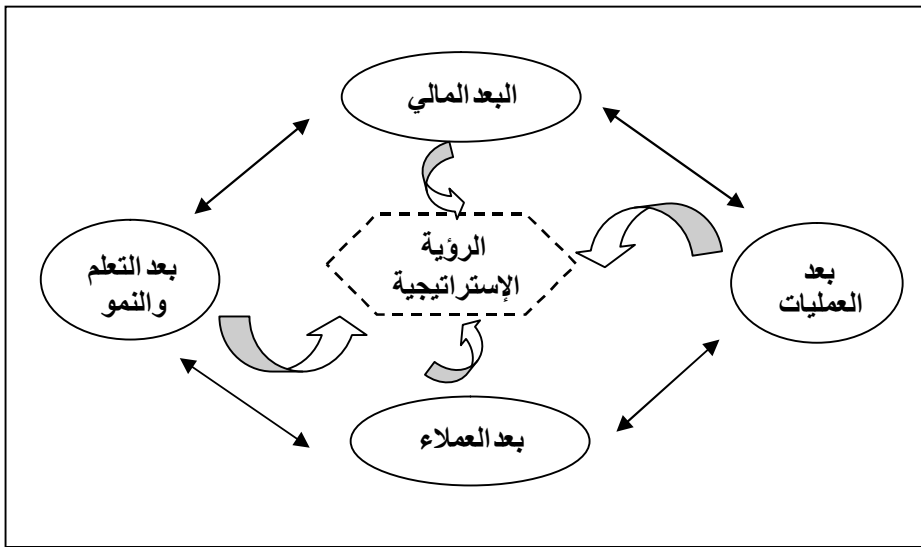 البعد المالي
الرؤية
الإستراتيجية
بعد
العمليات
بعد التعلم
والنمو
بعد العملاء